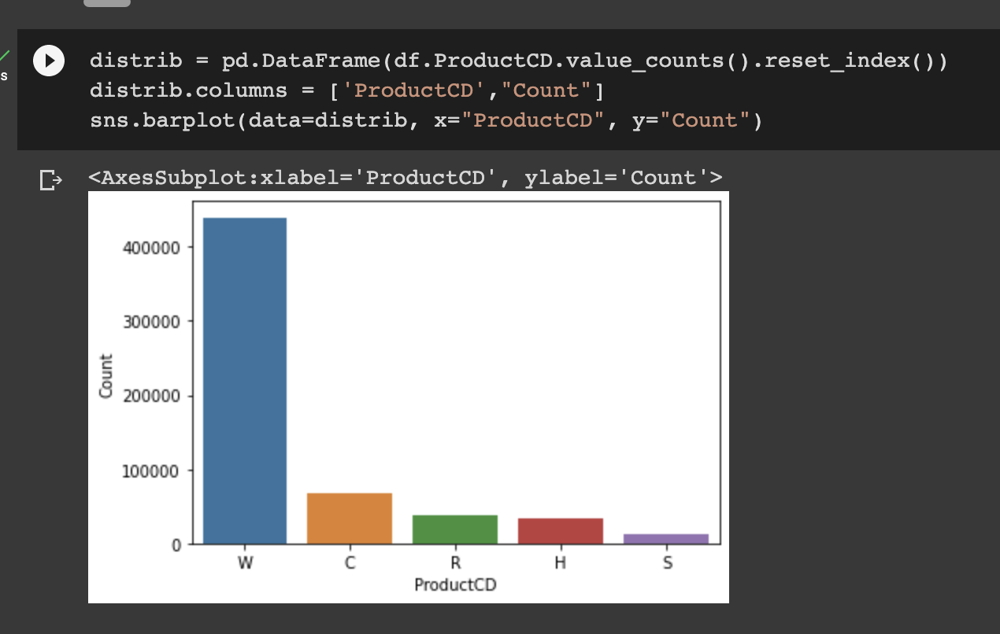 s
distrib = pd.DataFrame(df.ProductCD.value_counts().reset_index())
distrib.columns = ['ProductCD',"Count"]
sns.barplot(data=distrib, x="ProductCD", y="Count")
<AxesSubplot:xlabel='ProductCD', ylabel='Count'>
400000
300000
200000
100000
0
Count
W C R H S
ProductCD